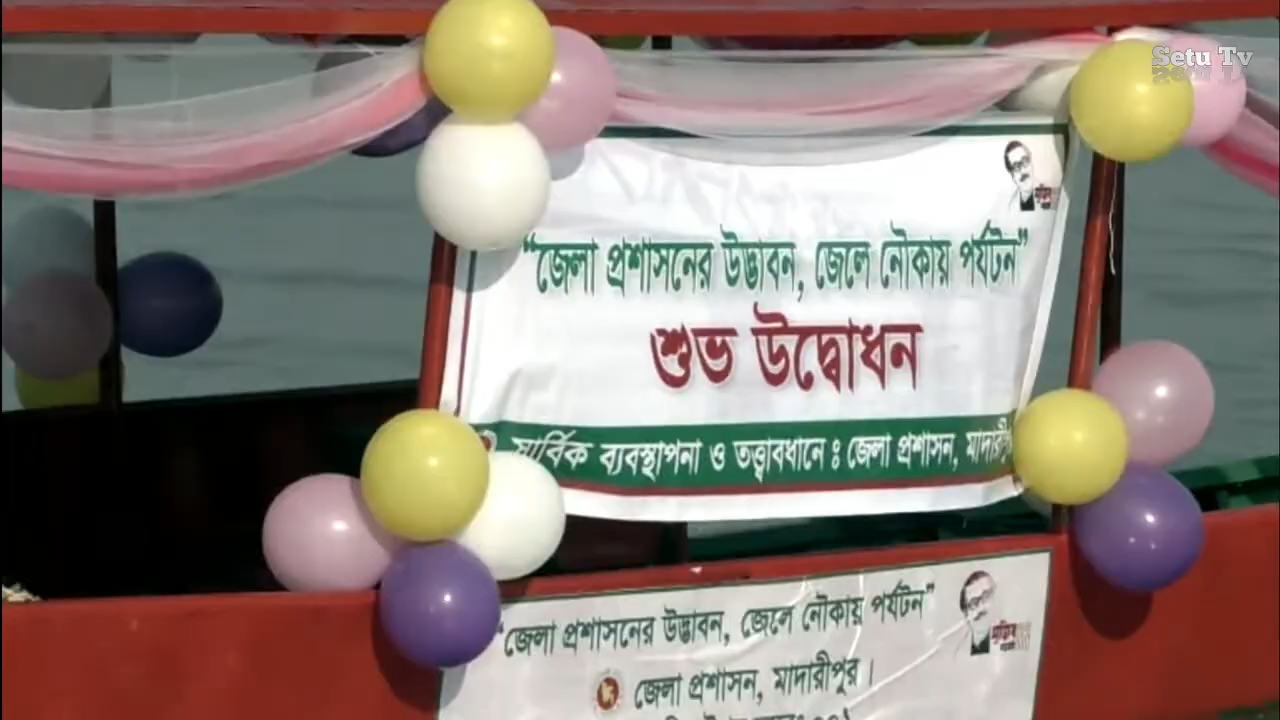 Setu Tv
“জেলা প্রশাসনের উদ্ভাবন, জেলে নৌকায় পর্যটন”
শুভ উদ্বোধন
সার্বিক ব্যবস্থাপনা ও তত্ত্বাবধানে ঃ জেলা প্রশাসন,
“জেলা প্রশাসনের উদ্ভাবন, জেলে নৌকায় পর্যটন”
জেলা প্রশাসন, মাদারীপুর।